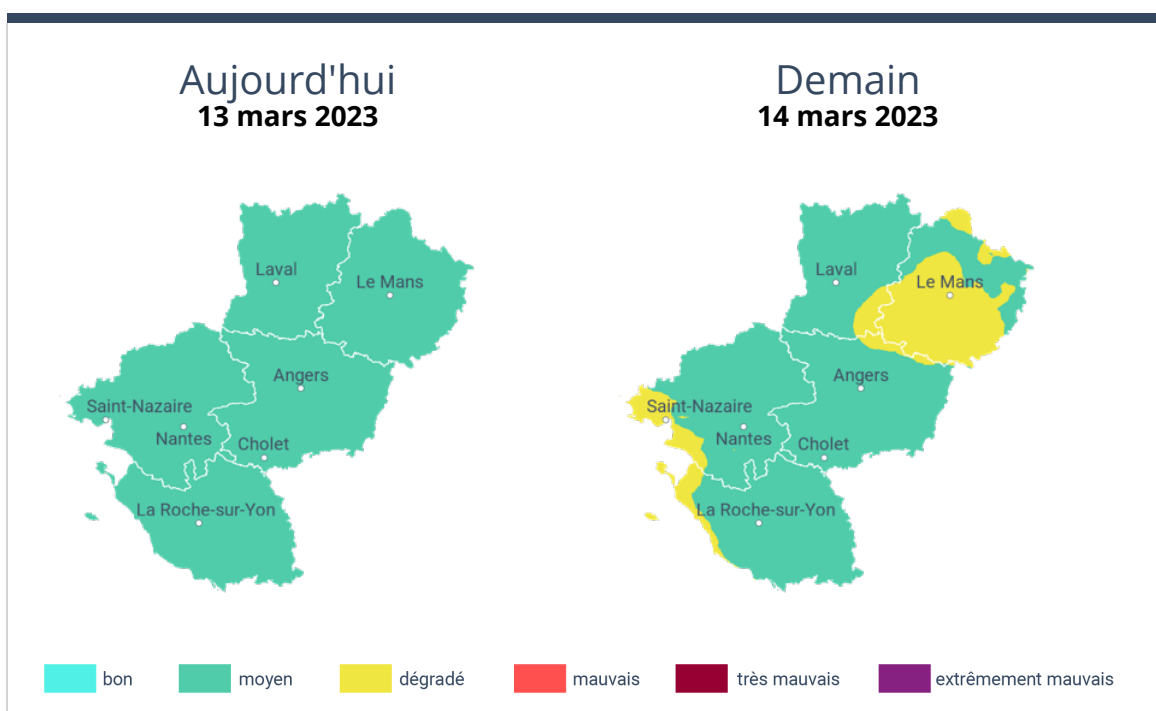 Aujourd'hui
13 mars 2023
Laval
Le Mans
Angers
Saint-Nazaire
Nantes
Cholet
La Roche-sur-Yon
Demain
14 mars 2023
Laval
Le Mans
Angers
Saint-Nazaire
Nantes
Cholet
La Roche-sur-Yon
bon moyen dégradé mauvais très mauvais extrêmement mauvais